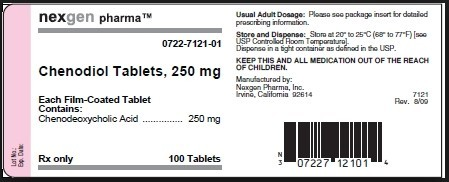 nexgen pharma™
0722-7121-01
Chenodiol Tablets, 250 mg
Each Film-Coated Tablet
Contains:
Chenodeoxycholic Acid ............... 250 mg
Rx only 100 Tablets
Lot No.:
Exp. Date:
Usual Adult Dosage: Please see package insert for detailed
prescribing information.
Store and Dispense: Store at 20° to 25°C (68° to 77°F) [see
USP Controlled Room Temperature].
Dispense in a tight container as defined in the USP.
KEEP THIS AND ALL MEDICATION OUT OF THE REACH
OF CHILDREN.
Manufactured by:
Nexgen Pharma, Inc.
Irvine, California 92614
7121
Rev. 8/09
N
3 07227 12101 4